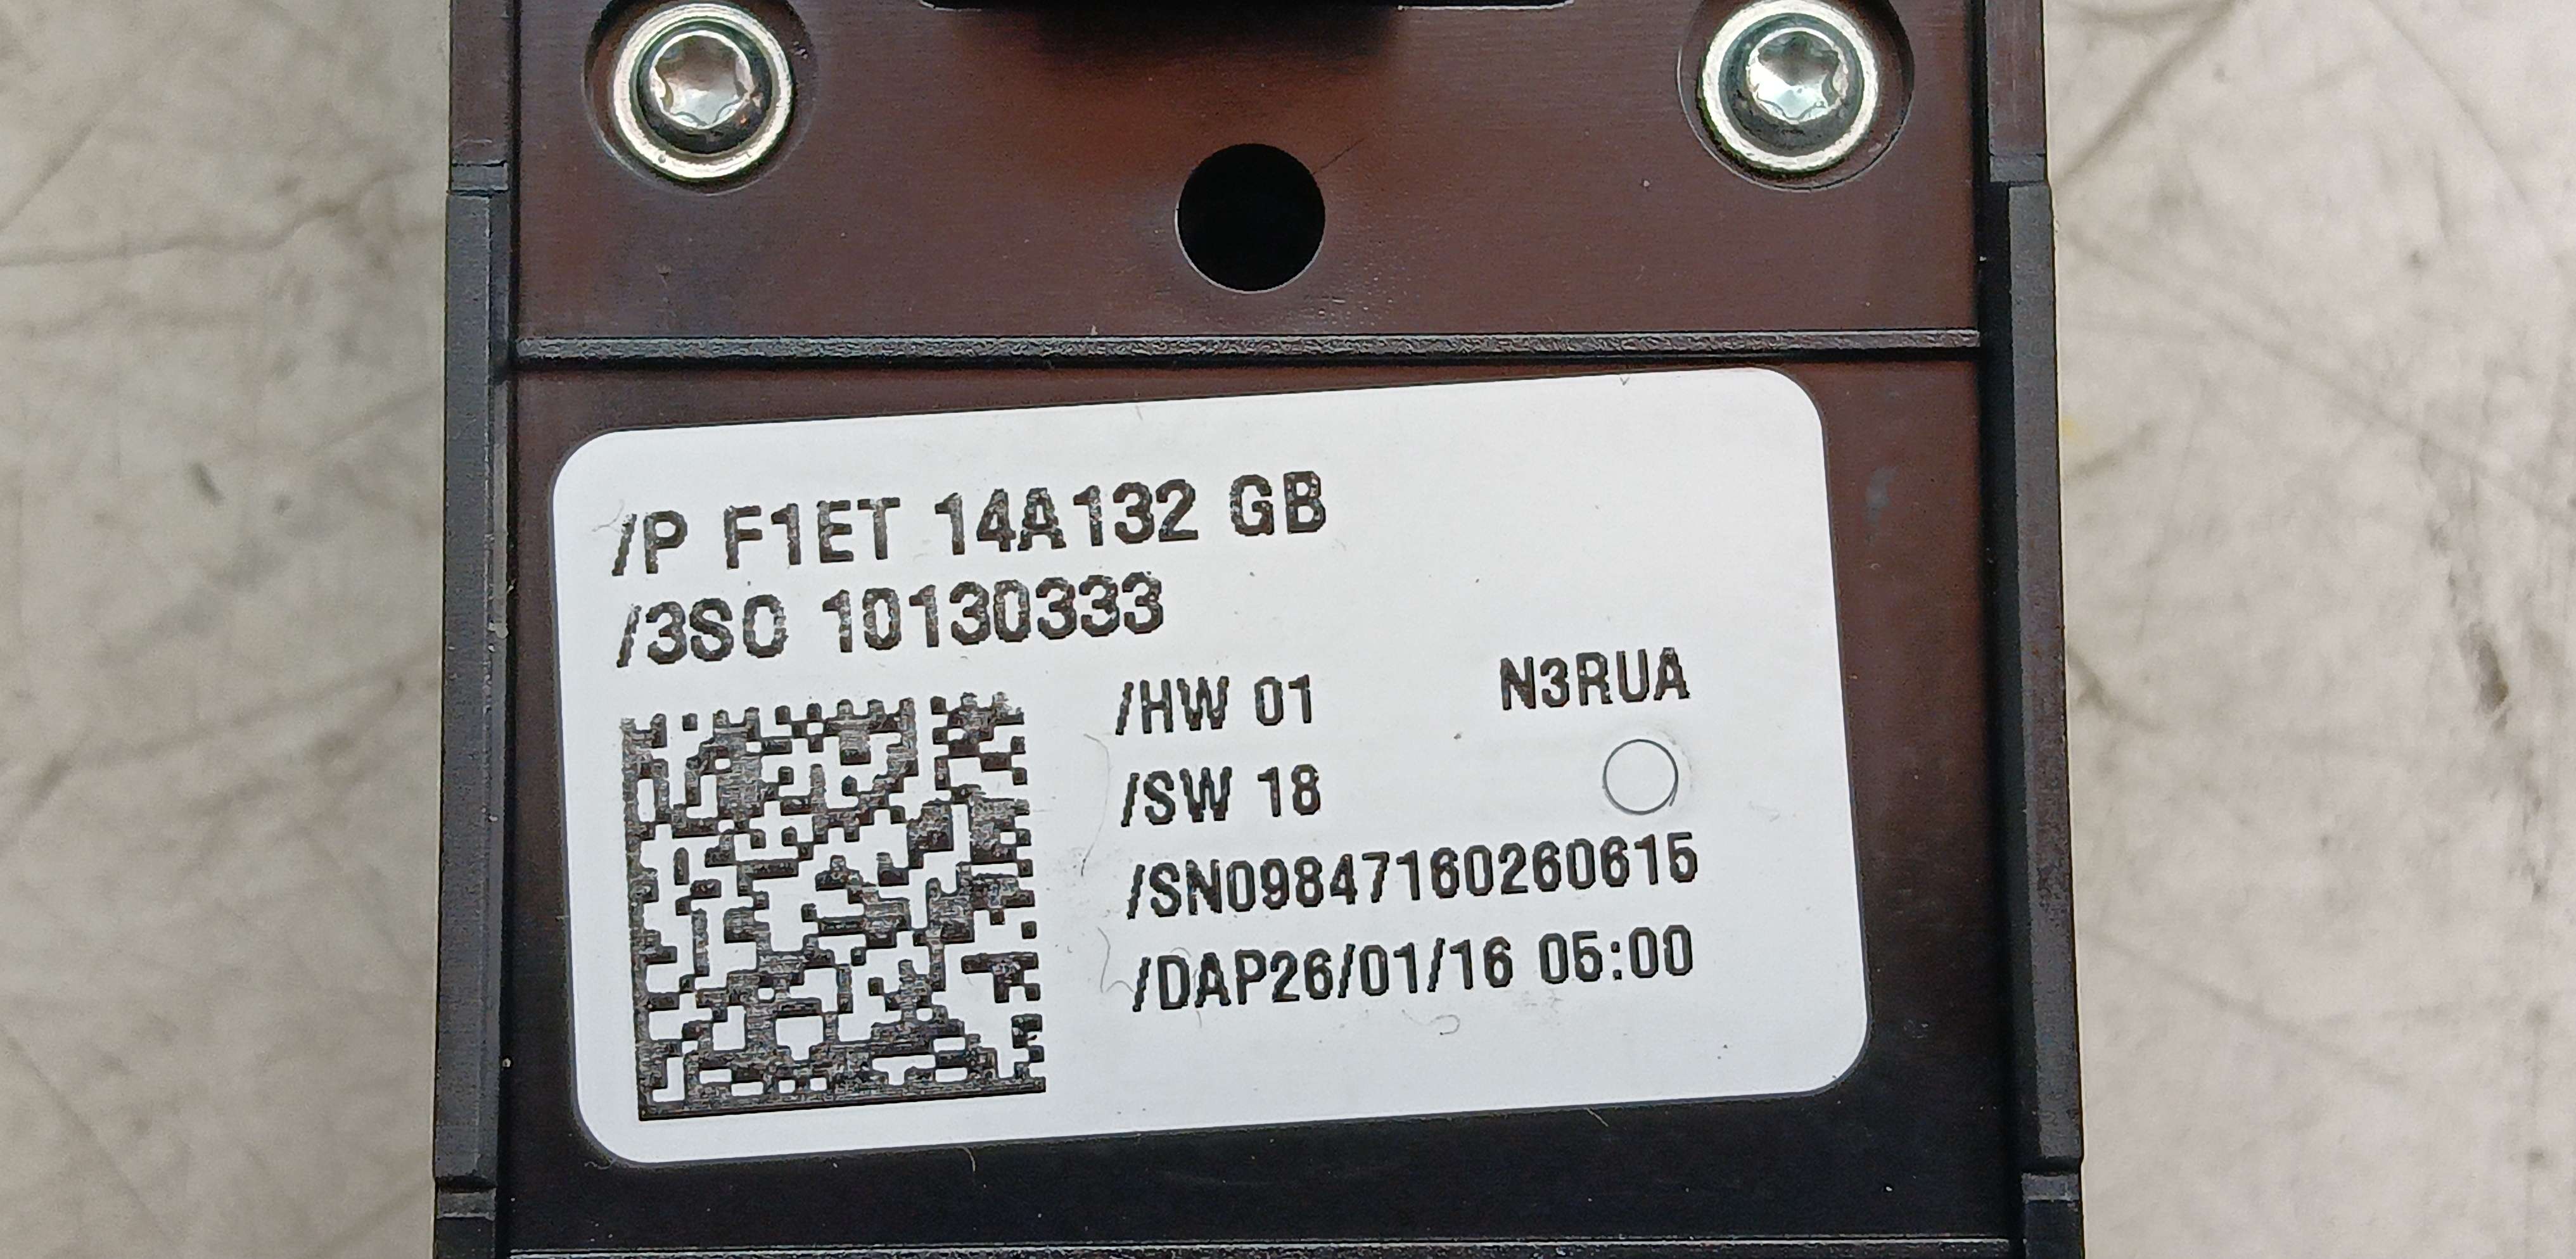 /P F1ET 14A132 GB
/3SO 10130333
/HW 01 N3RUA
/SW 18
/SN09847160260615
/DAP26/01/16 05:00